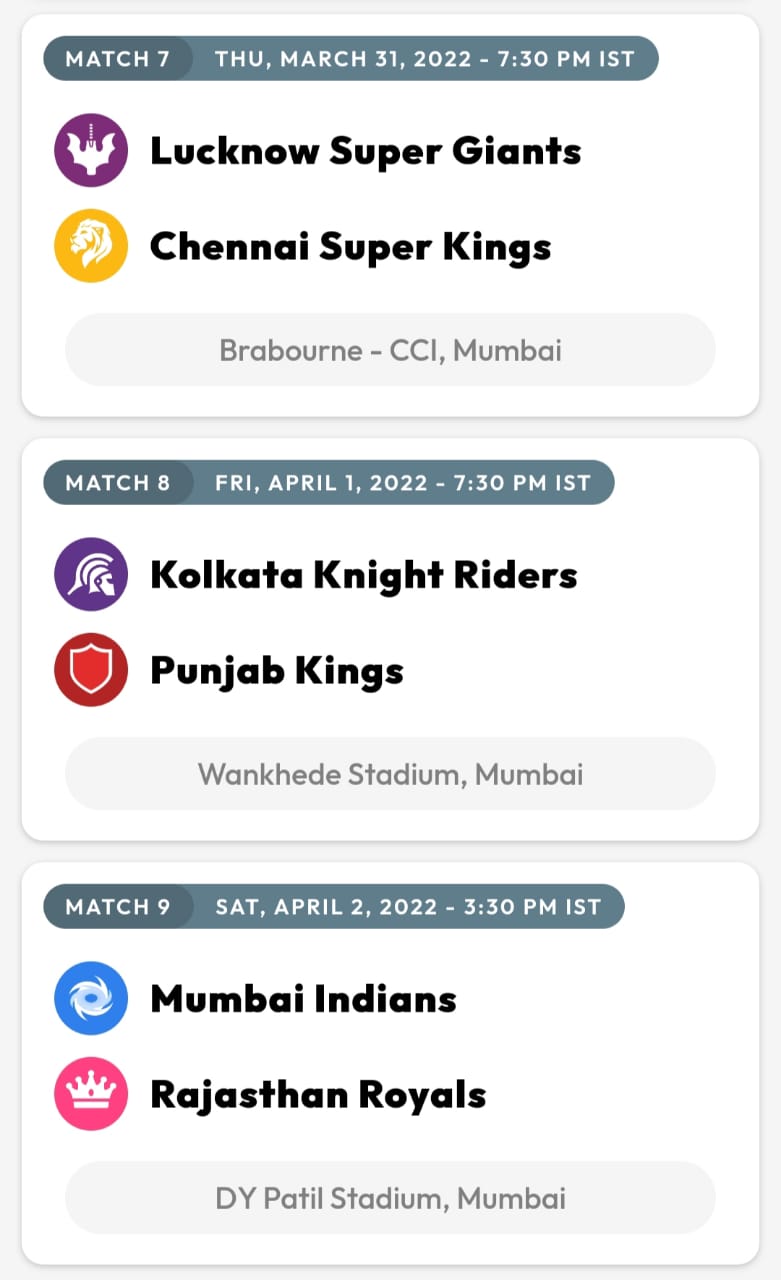 MATCH 7 THU, MARCH 31, 2022 - 7:30 PM IST
Lucknow Super Giants
Chennai Super Kings
Brabourne - CCI, Mumbai
MATCH 8 FRI, APRIL 1, 2022 - 7:30 PM IST
Kolkata Knight Riders
Punjab Kings
Wankhede Stadium, Mumbai
MATCH 9 SAT, APRIL 2, 2022 - 3:30 PM IST
Mumbai Indians
Rajasthan Royals
DY Patil Stadium, Mumbai